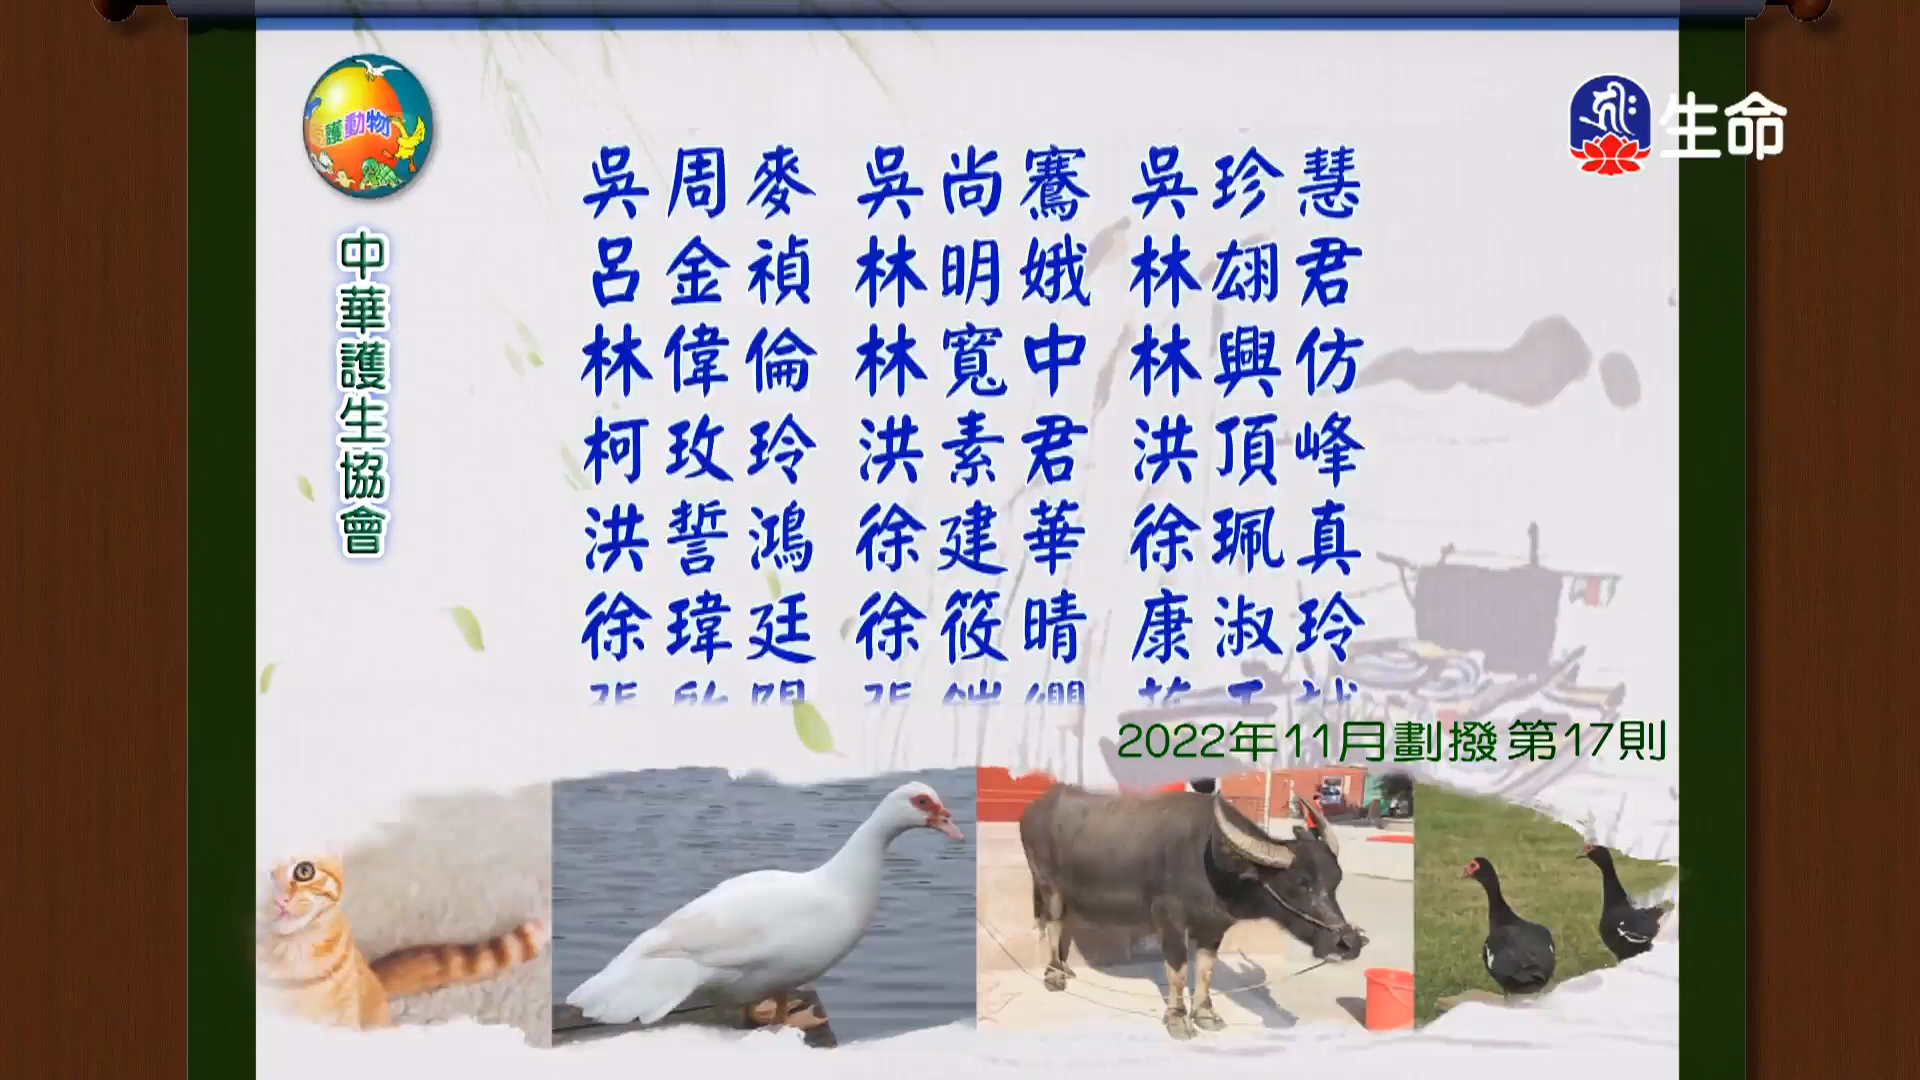 護動物
生命
中華護生協會
吳周麥 吳尚騫 吳珍慧
呂金禎 林明娥 林翃君
林偉倫 林寬中 林興仿
柯玫玲 洪素君 洪頂峰
洪誓鴻 徐建華 徐珮真
徐瑋廷 徐筱晴 康淑玲
2022年11月劃撥第17則